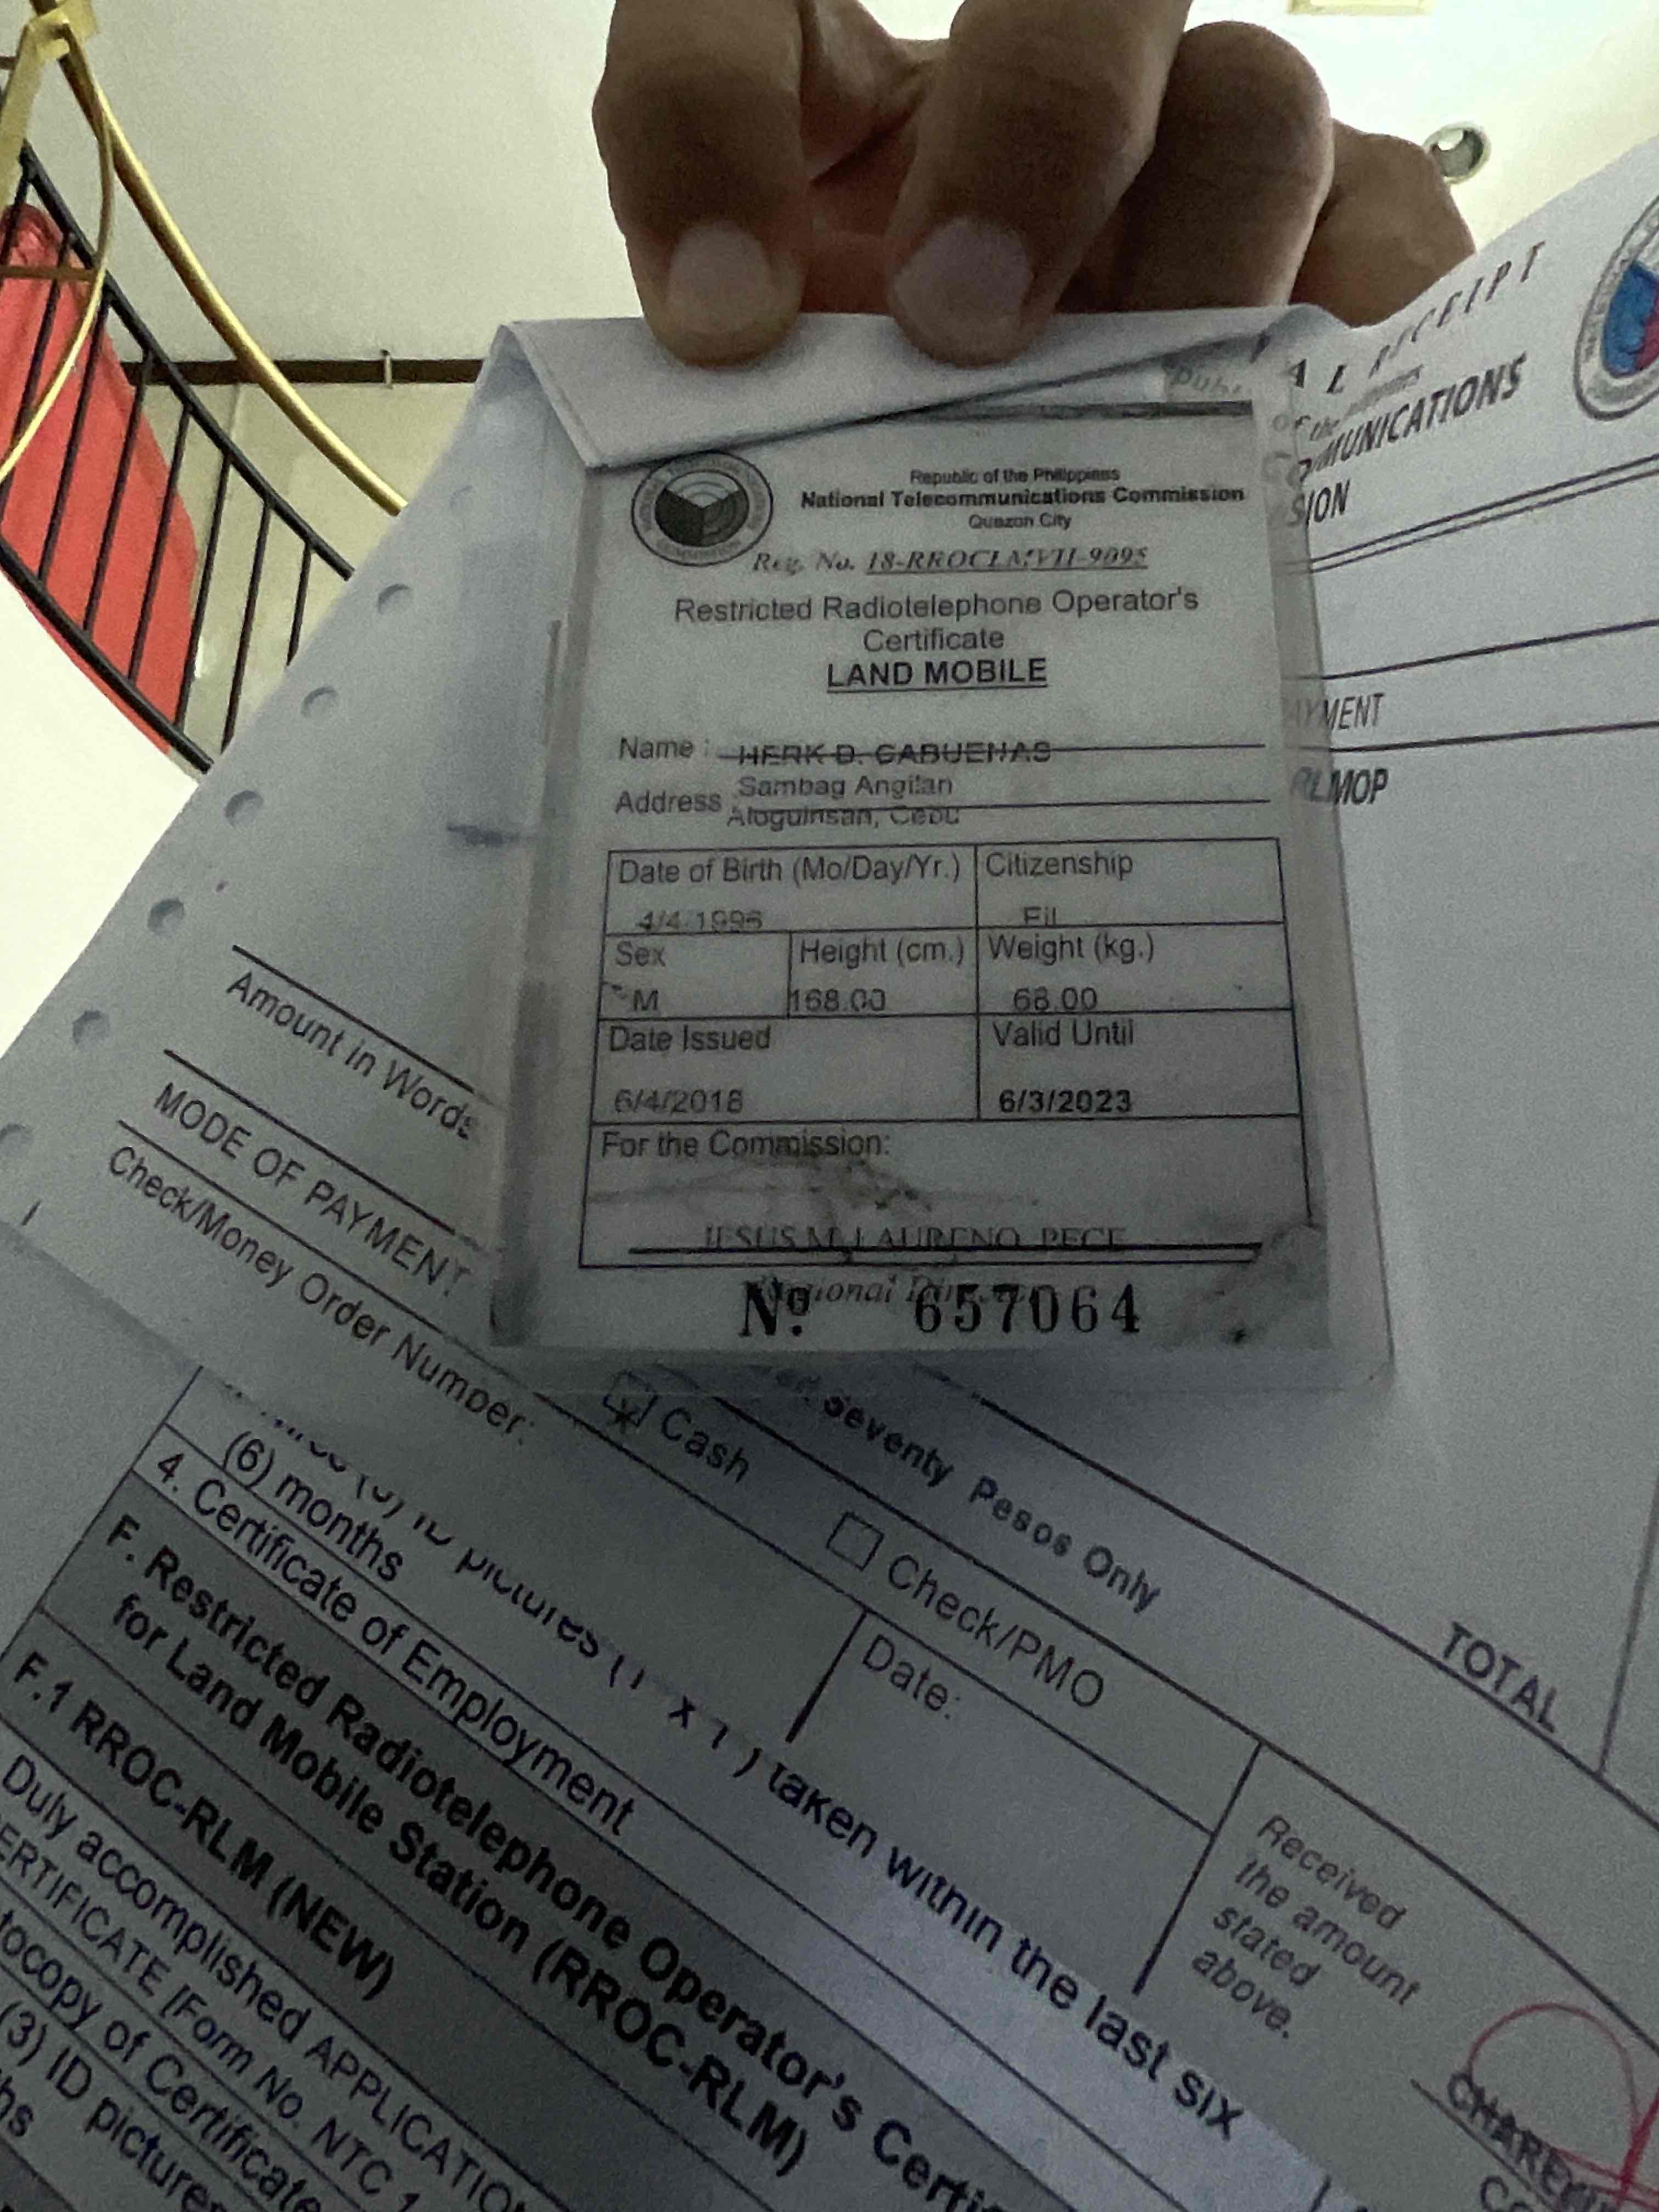 Republic of the Philippines
National Telecommunications Commission
Quezon City
Reg. No. 18-RROCLMVII-9095
Restricted Radiotelephone Operator's
Certificate
LAND MOBILE
Name : HERK D. CABUENAS
Address Sambag Angilan
Aloguinsan, Cebu
Date of Birth (Mo/Day/Yr.) Citizenship
4/4/1996 Fil
Sex Height (cm.) Weight (kg.)
M 168.00 68.00
Date Issued Valid Until
6/4/2018 6/3/2023
For the Commission:
JESUS M. LAURENO, PECE
Regional
Nº 657064
A L RECEIPT
of the
COMMUNICATIONS
SION
PAYMENT
RLMOP
Amount in Words
Seventy Pesos Only
TOTAL
MODE OF PAYMENT
Cash
Check/PMO
Check/Money Order Number:
Date:
Received
the amount
stated
above.
ID pictures (1 x 1) taken within the last six
(6) months
4. Certificate of Employment
F. Restricted Radiotelephone Operator's Certi
for Land Mobile Station (RROC-RLM)
F.1 RROC-RLM (NEW)
Duly accomplished APPLICATION
ERTIFICATE [Form No. NTC 1
tocopy of Certificate
(3) ID pictures
hs